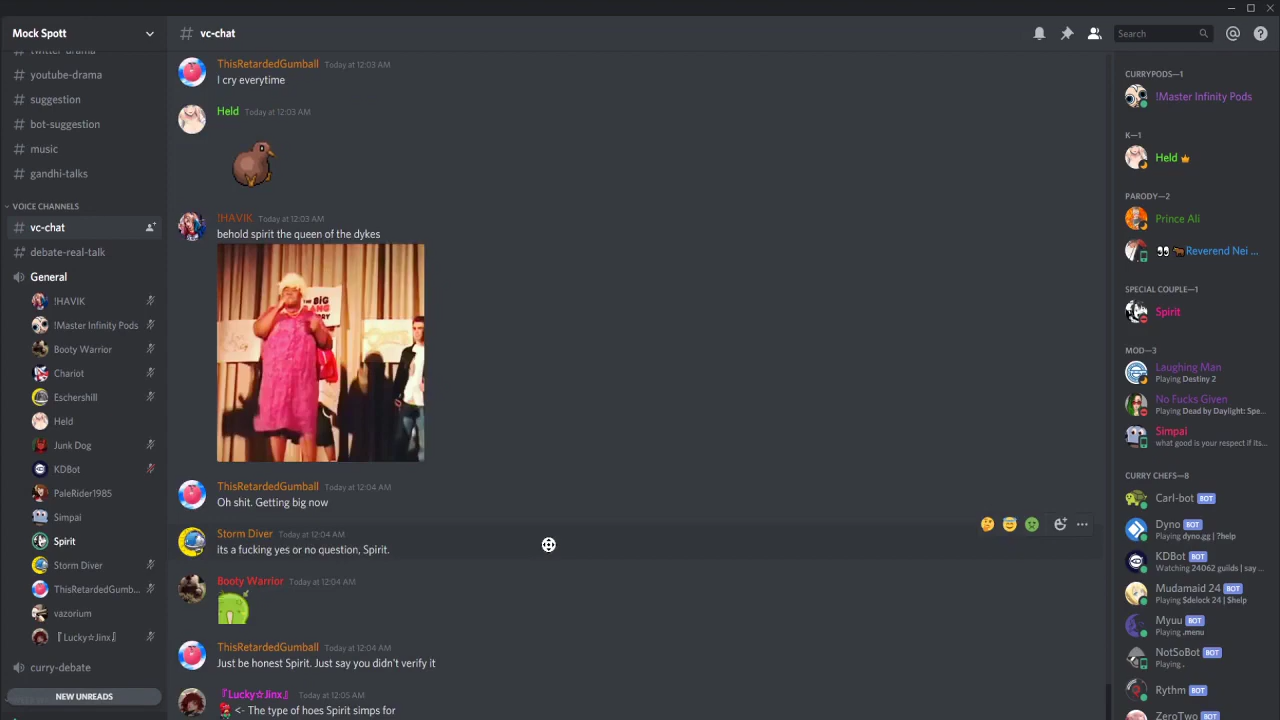 Mock Spott
twitter-drama
# youtube-drama
# suggestion
# bot-suggestion
# music
# gandhi-talks
VOICE CHANNELS
# vc-chat
debate-real-talk
General
!HAVIK
!Master Infinity Pods
Booty Warrior
Chariot
Eschershill
Held
Junk Dog
KDBot
PaleRider1985
Simpai
Spirit
Storm Diver
ThisRetardedGumb...
vazorium
『Lucky☆Jinx』
curry-debate
NEW UNREADS
# vc-chat
Search
ThisRetardedGumball Today at 12:03 AM
I cry everytime
Held Today at 12:03 AM
!HAVIK Today at 12:03 AM
behold spirit the queen of the dykes
BiG
ThisRetardedGumball Today at 12:04 AM
Oh shit. Getting big now
Storm Diver Today at 12:04 AM
its a fucking yes or no question, Spirit.
Booty Warrior Today at 12:04 AM
ThisRetardedGumball Today at 12:04 AM
Just be honest Spirit. Just say you didn't verify it
『Lucky☆Jinx』 Today at 12:05 AM
<- The type of hoes Spirit simps for
CURRYPODS—1
!Master Infinity Pods
K—1
Held
PARODY—2
Prince Ali
Reverend Nei ...
SPECIAL COUPLE—1
Spirit
MOD—3
Laughing Man
Playing Destiny 2
No Fucks Given
Playing Dead by Daylight: Spe...
Simpai
what good is your respect if its...
CURRY CHEFS—8
Carl-bot BOT
Dyno BOT
Playing dyno.gg | ?help
KDBot BOT
Watching 24062 guilds | say ...
Mudamaid 24 BOT
Playing $delock 24 | $help
Myuu BOT
Playing .menu
NotSoBot BOT
Playing .
Rythm BOT
ZeroTwo BOT